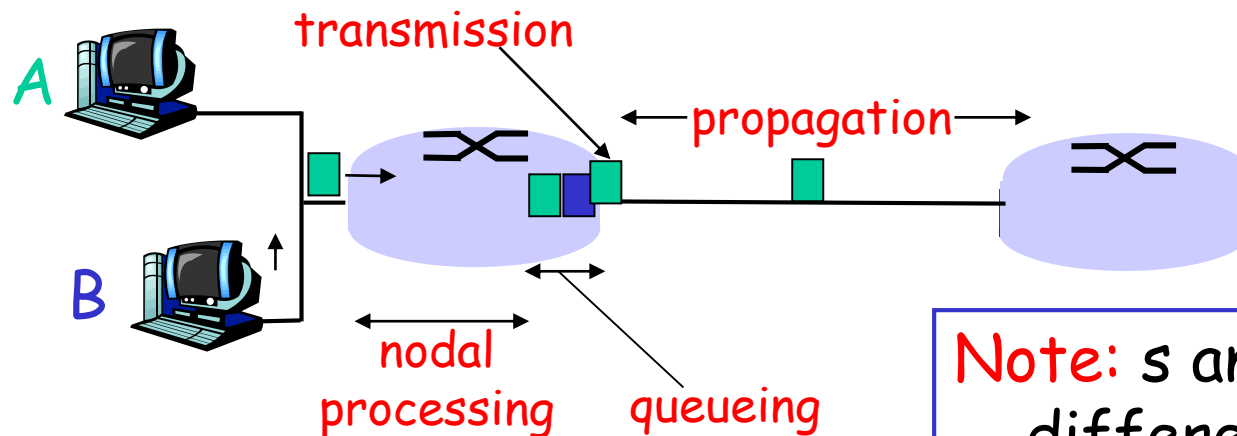 transmission
A
propagation
B
nodal
processing
queueing
Note: s